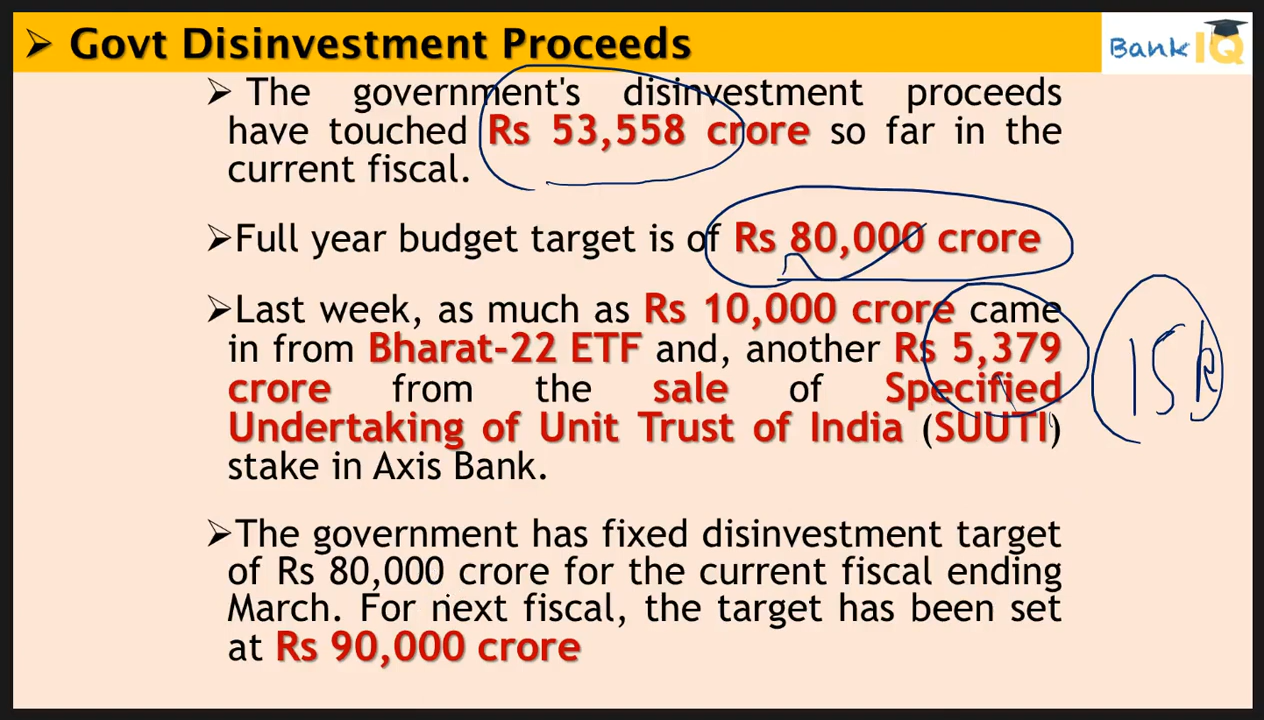 ➢ Govt Disinvestment Proceeds
Bank IQ
➢ The government's disinvestment proceeds
have touched Rs 53,558 crore so far in the
current fiscal.
➢Full year budget target is of Rs 80,000 crore
➢Last week, as much as Rs 10,000 crore came
in from Bharat-22 ETF and, another Rs 5,379
crore from the sale of Specified
Undertaking of Unit Trust of India (SUUTI)
stake in Axis Bank.
15k
➢The government has fixed disinvestment target
of Rs 80,000 crore for the current fiscal ending
March. For next fiscal, the target has been set
at Rs 90,000 crore